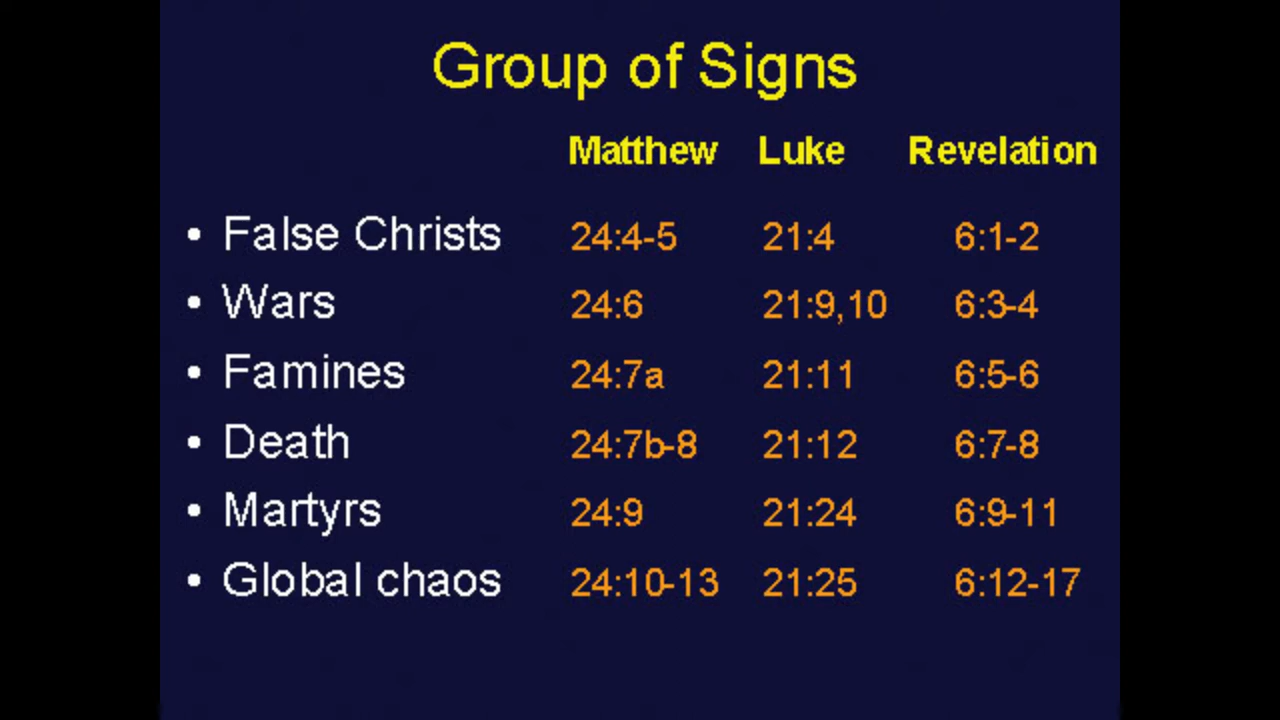 Group of Signs
Matthew Luke Revelation
• False Christs 24:4-5 21:4 6:1-2
• Wars 24:6 21:9,10 6:3-4
• Famines 24:7a 21:11 6:5-6
• Death 24:7b-8 21:12 6:7-8
• Martyrs 24:9 21:24 6:9-11
• Global chaos 24:10-13 21:25 6:12-17